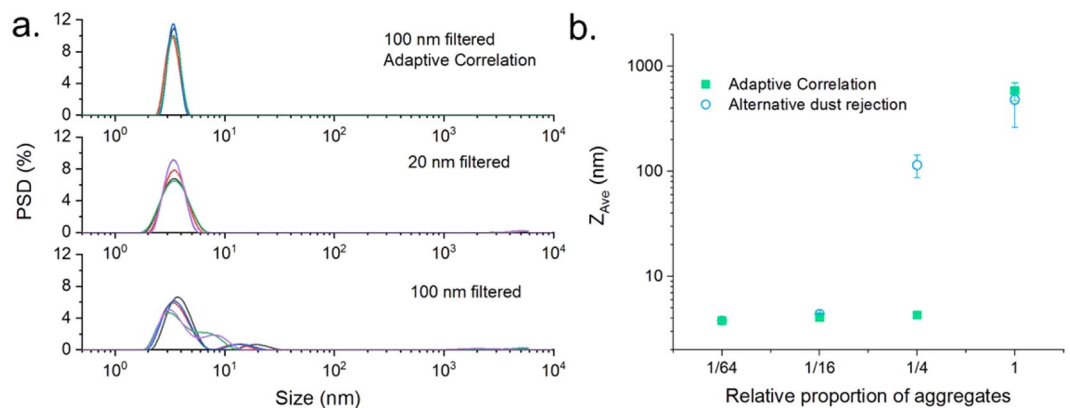 a.
12
8
4
0
100 nm filtered
Adaptive Correlation
10⁰ 10¹ 10² 10³ 10⁴
PSD (%)
12
8
4
0
20 nm filtered
10⁰ 10¹ 10² 10³ 10⁴
12
8
4
0
100 nm filtered
10⁰ 10¹ 10² 10³ 10⁴
Size (nm)
b.
1000
100
10
Z_Ave (nm)
Adaptive Correlation
Alternative dust rejection
1/64 1/16 1/4 1
Relative proportion of aggregates